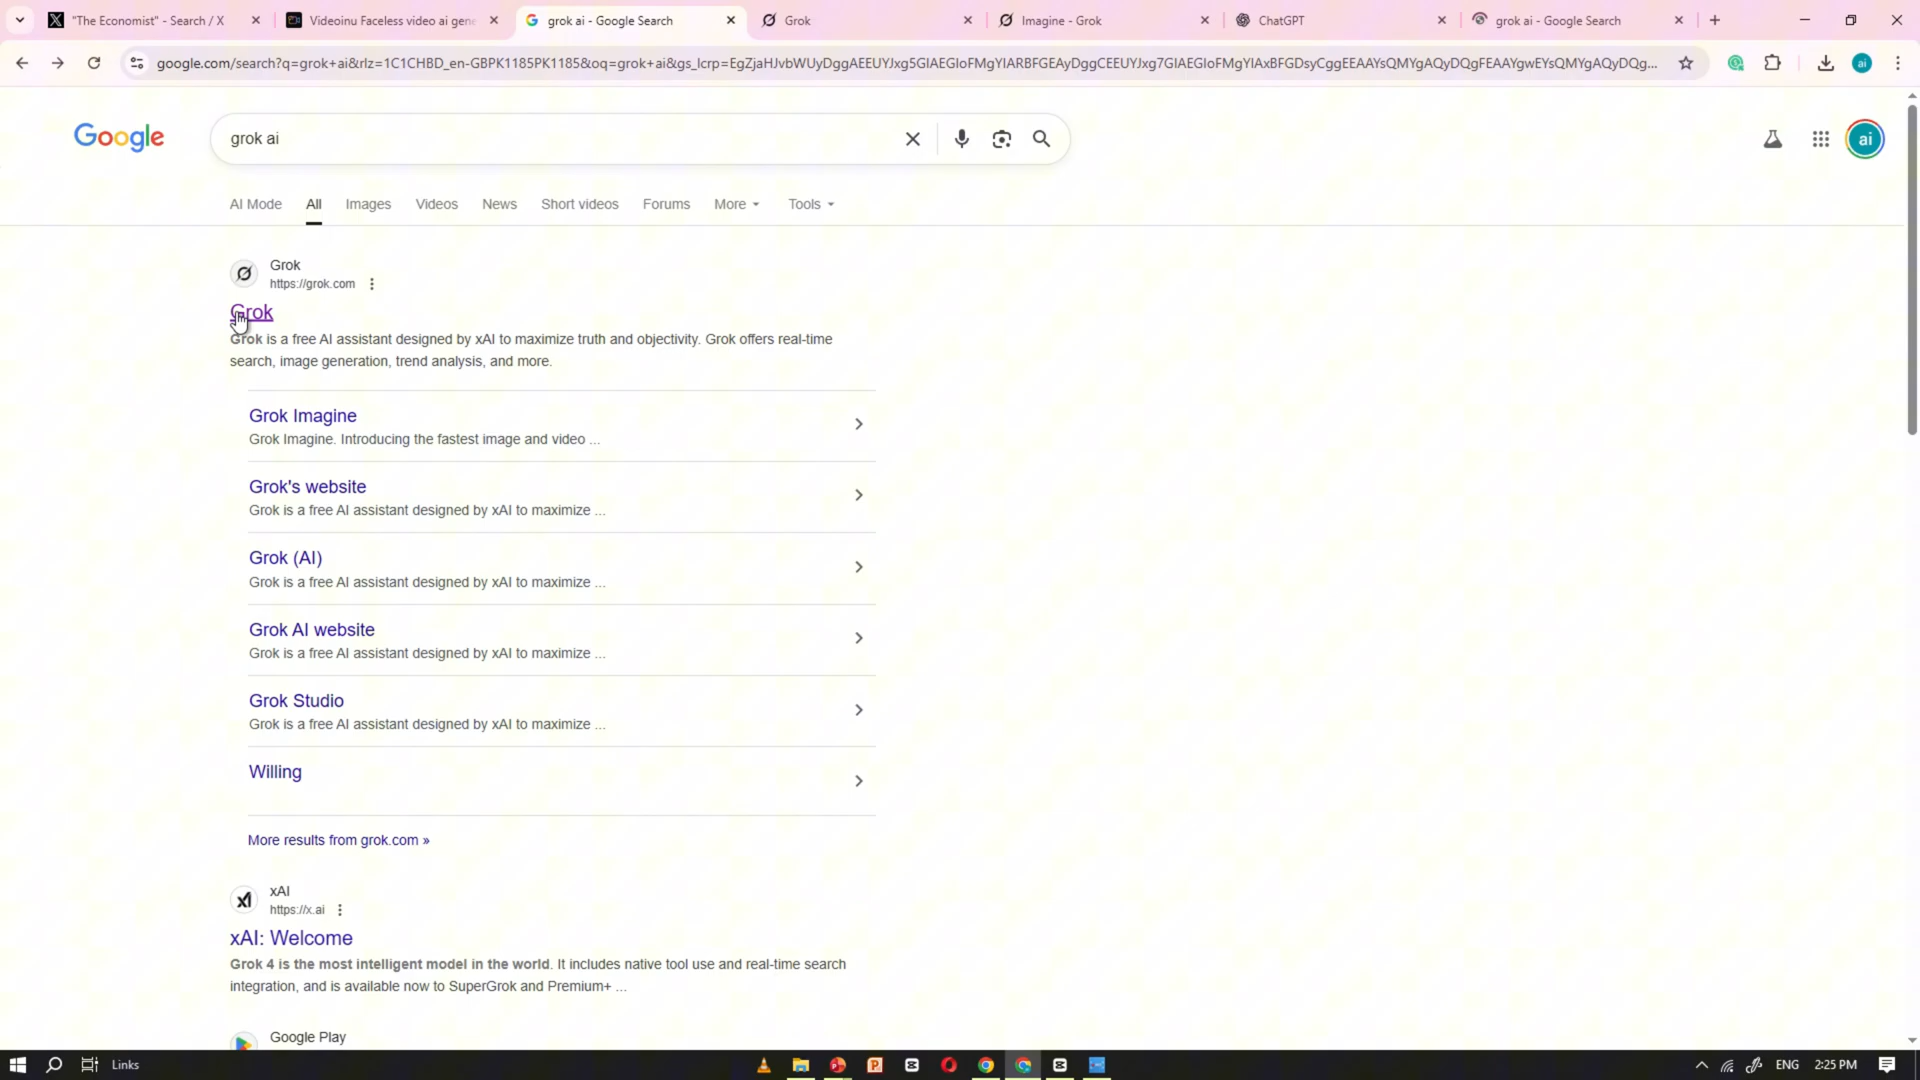 "The Economist" - Search / X
Videoinu Faceless video ai gene
grok ai - Google Search
Grok
Imagine - Grok
ChatGPT
grok ai - Google Search
google.com/search?q=grok+ai&rlz=1C1CHBD_en-GBPK1185PK1185&oq=grok+ai&gs_lcrp=EgZjaHJvbWUyDggAEEUYJxg5GIAEGIoFMgYIARBFGEAyDggCEEUYJxg7GIAEGIoFMgYIAxBFGDsyCggEEAAYsQMYgAQyDQgFEAAYgwEYsQMYgAQyDQg...
ai
Google
grok ai
ai
AI Mode
All
Images
Videos
News
Short videos
Forums
More
Tools
Grok
https://grok.com
Grok
Grok is a free AI assistant designed by xAI to maximize truth and objectivity. Grok offers real-time
search, image generation, trend analysis, and more.
Grok Imagine
Grok Imagine. Introducing the fastest image and video ...
Grok's website
Grok is a free AI assistant designed by xAI to maximize ...
Grok (AI)
Grok is a free AI assistant designed by xAI to maximize ...
Grok AI website
Grok is a free AI assistant designed by xAI to maximize ...
Grok Studio
Grok is a free AI assistant designed by xAI to maximize ...
Willing
More results from grok.com »
xAI
https://x.ai
xAI: Welcome
Grok 4 is the most intelligent model in the world. It includes native tool use and real-time search
integration, and is available now to SuperGrok and Premium+ ...
Google Play
Links
ENG
2:25 PM